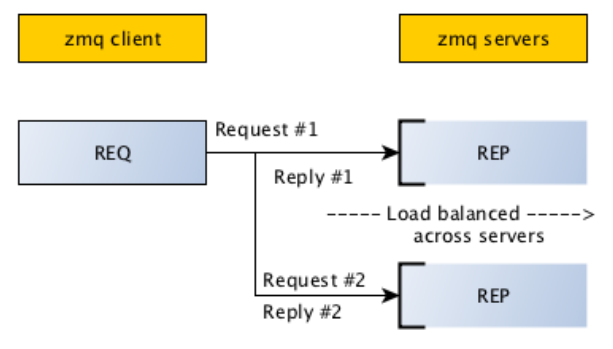 zmq client
zmq servers
Request #1
REQ
REP
Reply #1
----- Load balanced ----->
across servers
Request #2
REP
Reply #2